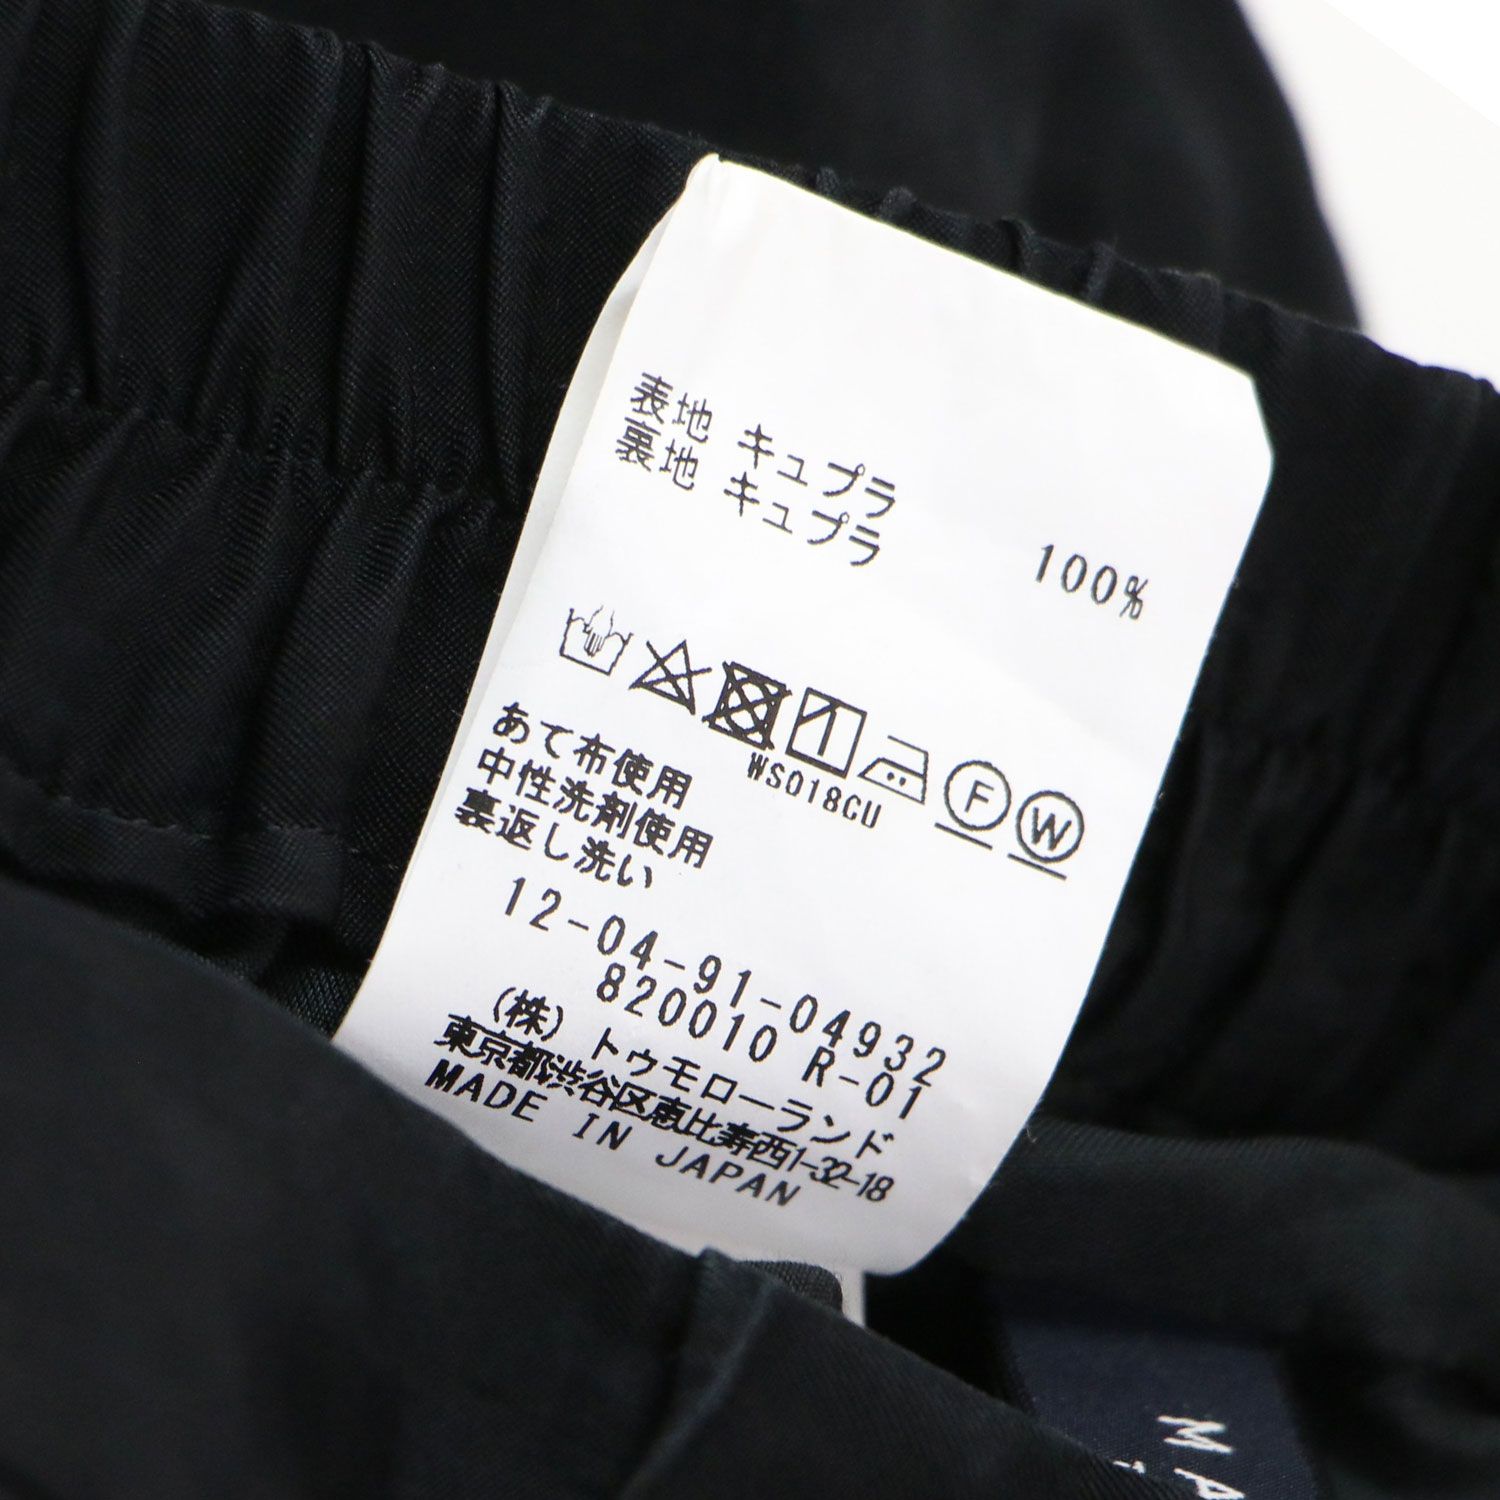 表地 キュプラ
裏地 キュプラ 100%
F W
WS018CU
あて布使用
中性洗剤使用
裏返し洗い
12-04-91-04932
820010 R-01
(株)トゥモローランド
東京都渋谷区恵比寿西1-32-18
MADE IN JAPAN
MA